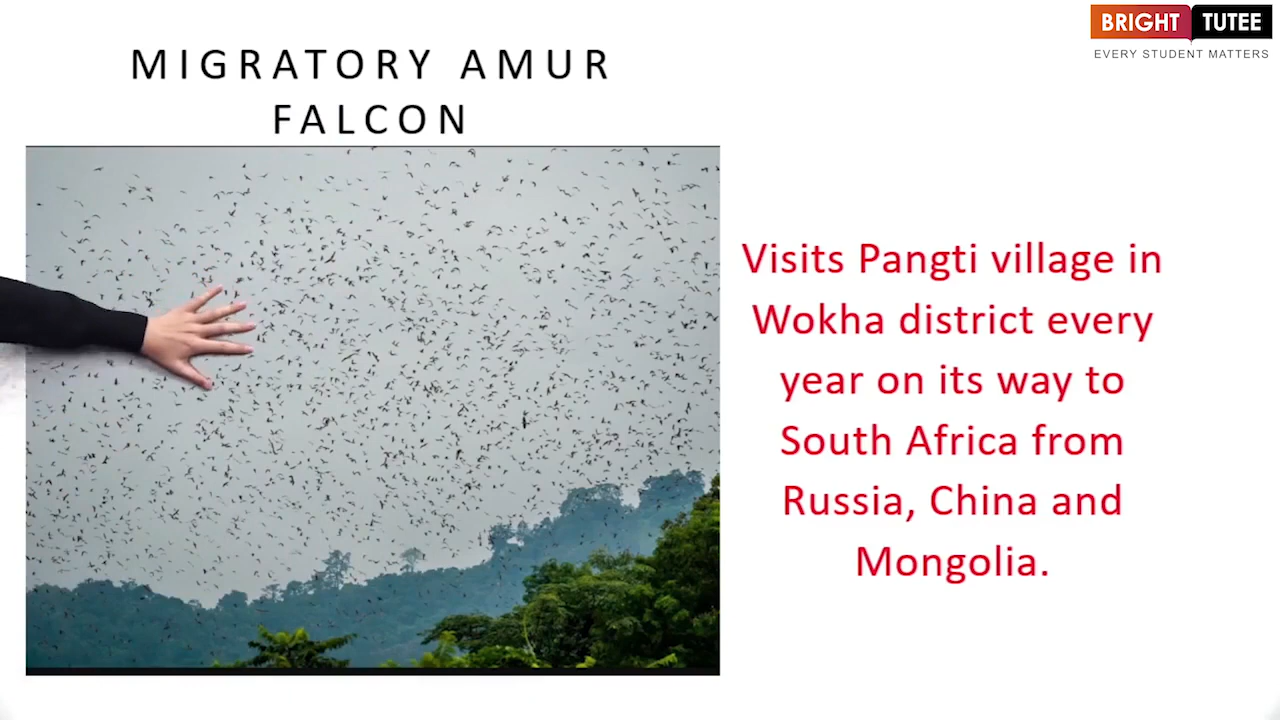 BRIGHT TUTEE
EVERY STUDENT MATTERS
MIGRATORY AMUR
FALCON
Visits Pangti village in
Wokha district every
year on its way to
South Africa from
Russia, China and
Mongolia.